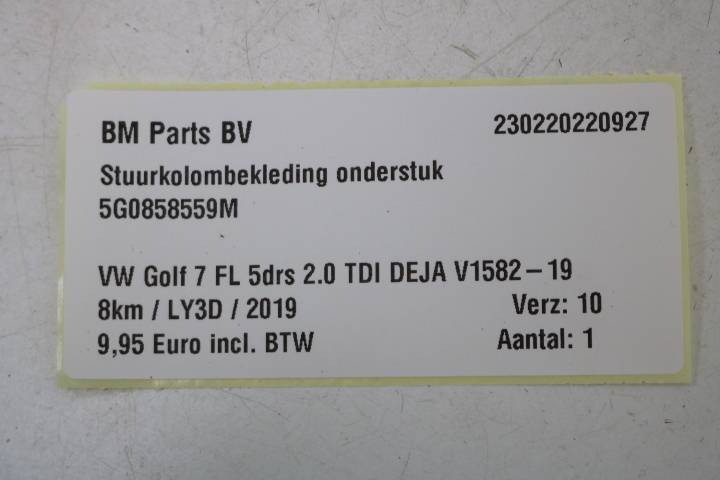 BM Parts BV 230220220927
Stuurkolombekleding onderstuk
5G0858559M
VW Golf 7 FL 5drs 2.0 TDI DEJA V1582-19
8km / LY3D / 2019 Verz: 10
9,95 Euro incl. BTW Aantal: 1